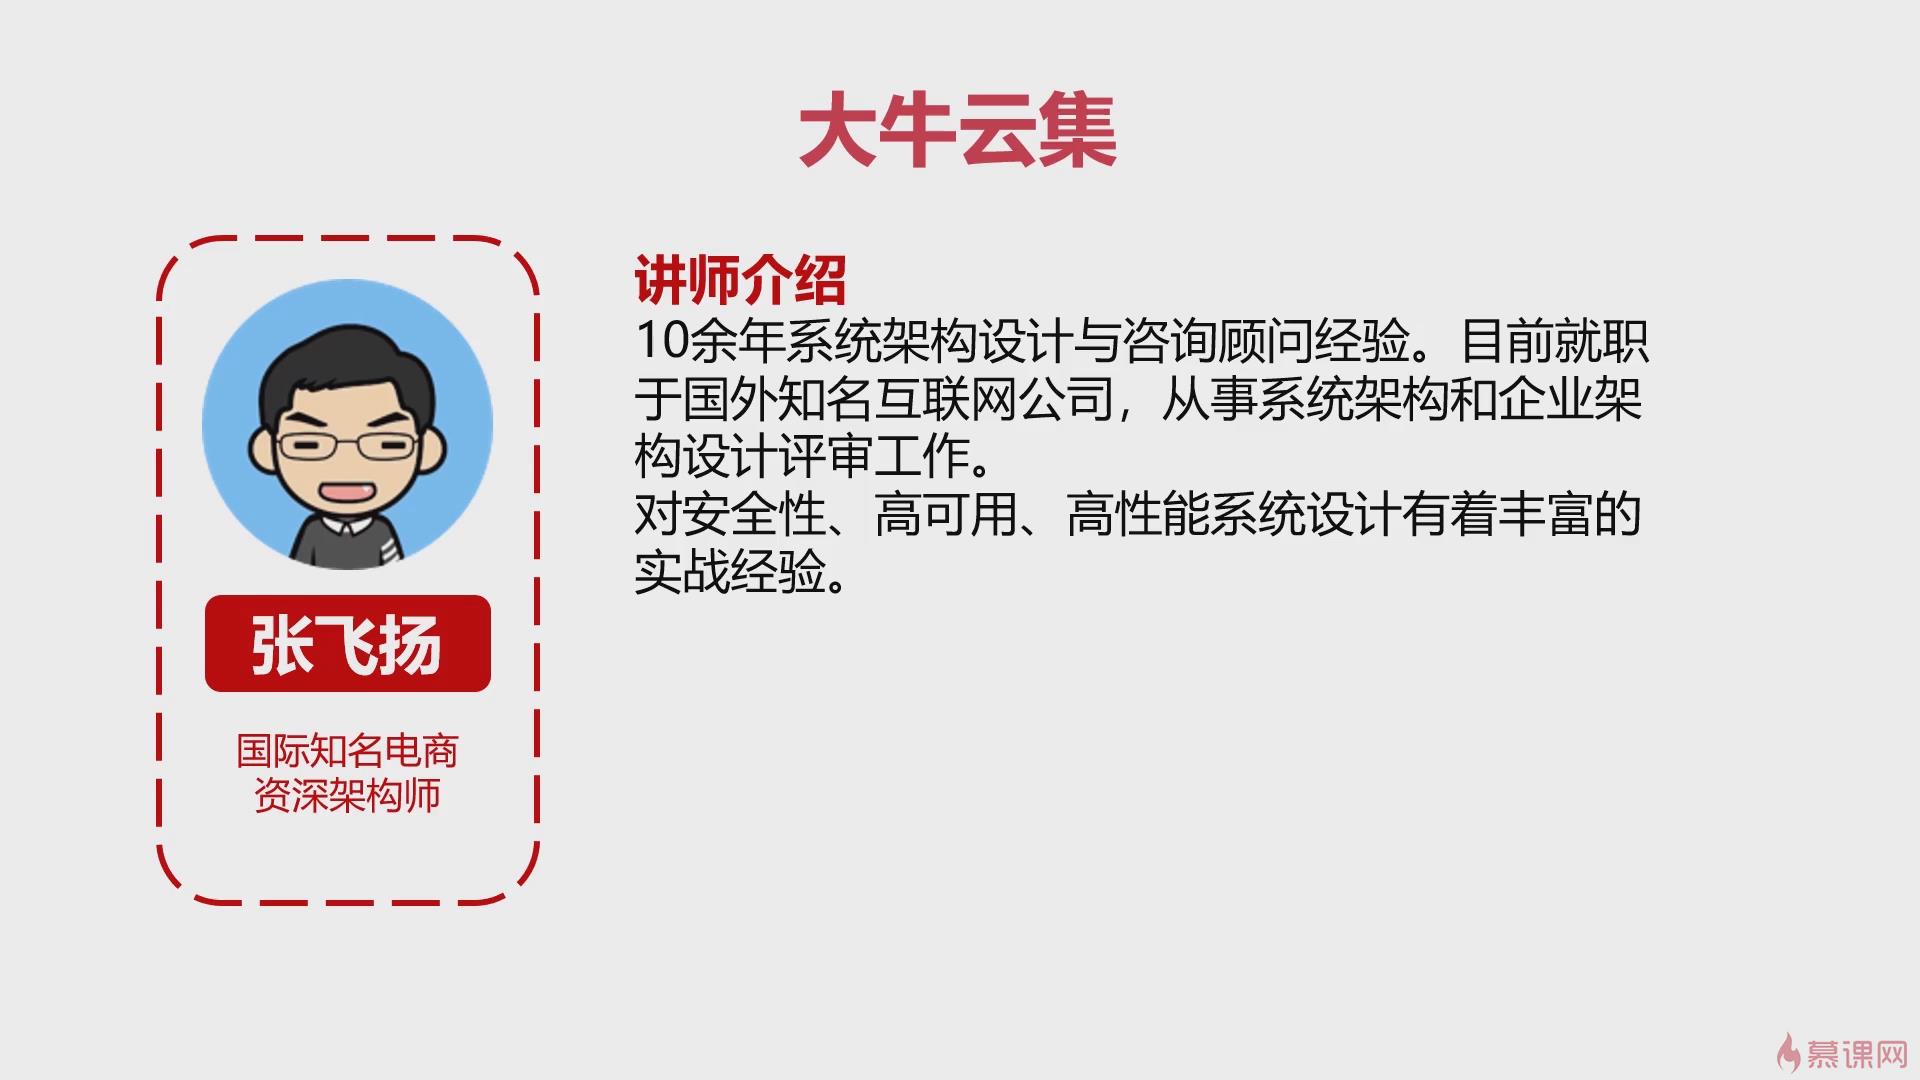 大牛云集
讲师介绍
10余年系统架构设计与咨询顾问经验。目前就职
于国外知名互联网公司，从事系统架构和企业架
构设计评审工作。
对安全性、高可用、高性能系统设计有着丰富的
实战经验。
张飞扬
国际知名电商
资深架构师
慕课网